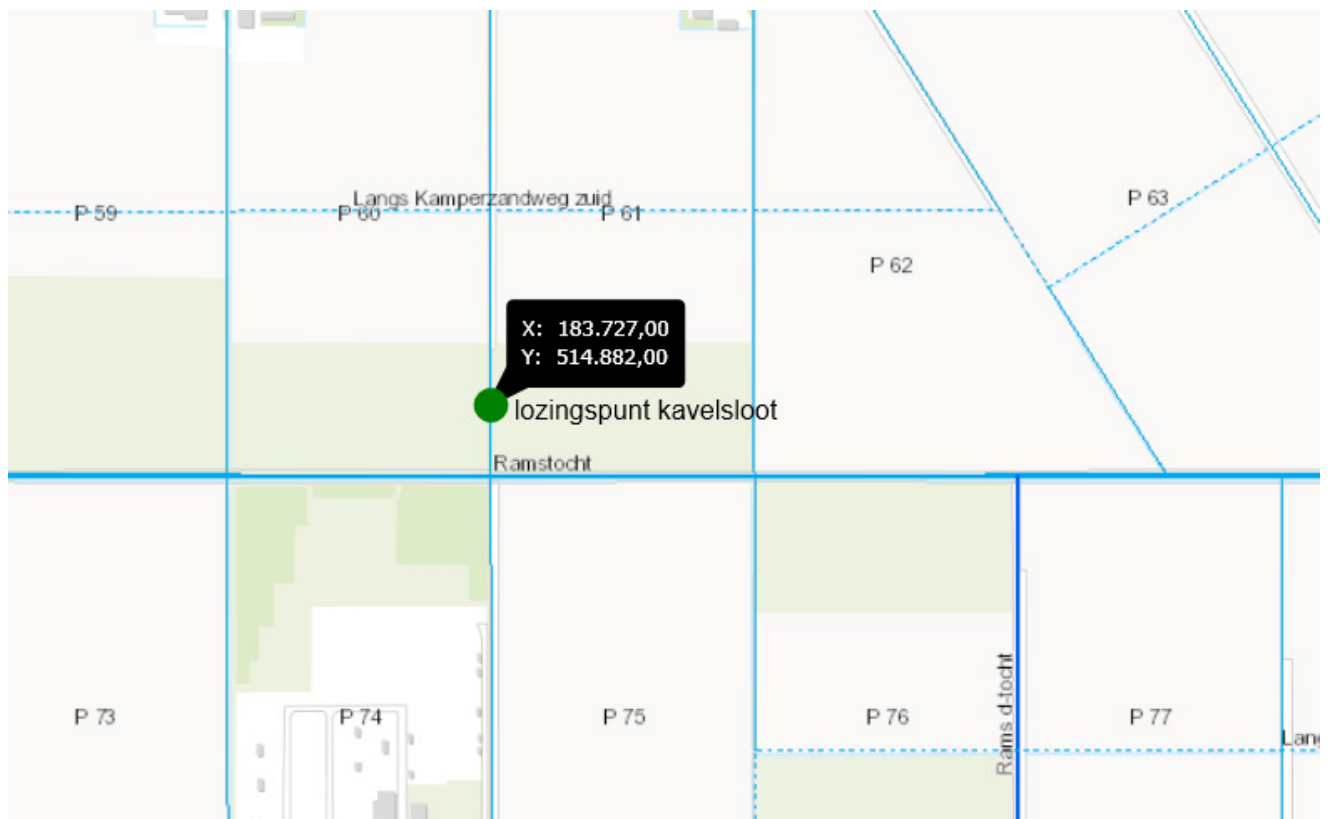 Langs Kamperzandweg zuid
P 59
P 60
P 61
P 63
P 62
X: 183.727,00
Y: 514.882,00
lozingspunt kavelsloot
Ramstocht
P 73
P 74
P 75
P 76
Rams d-tocht
P 77
Lang